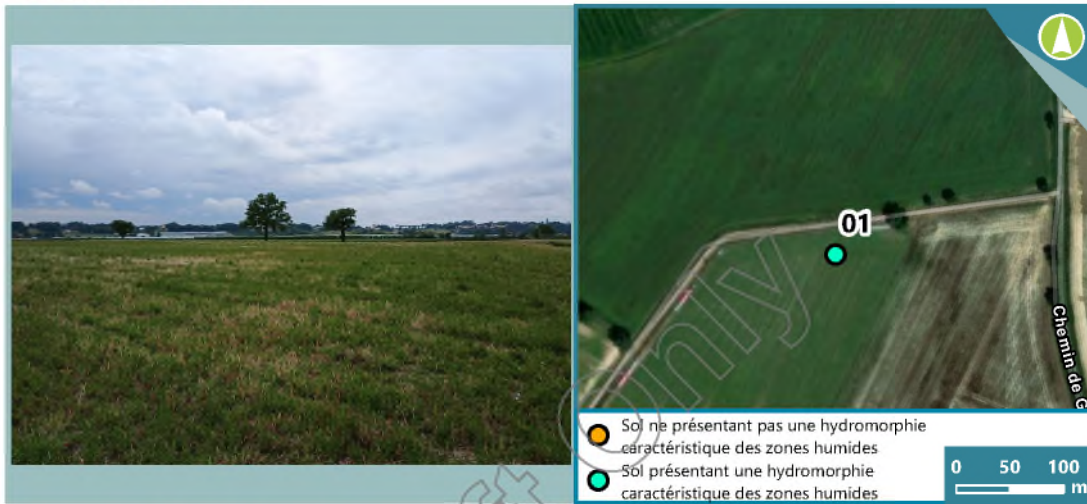 01
Chemin de G
Sol ne présentant pas une hydromorphie
caractéristique des zones humides
Sol présentant une hydromorphie
caractéristique des zones humides
0 50 100
m
Only